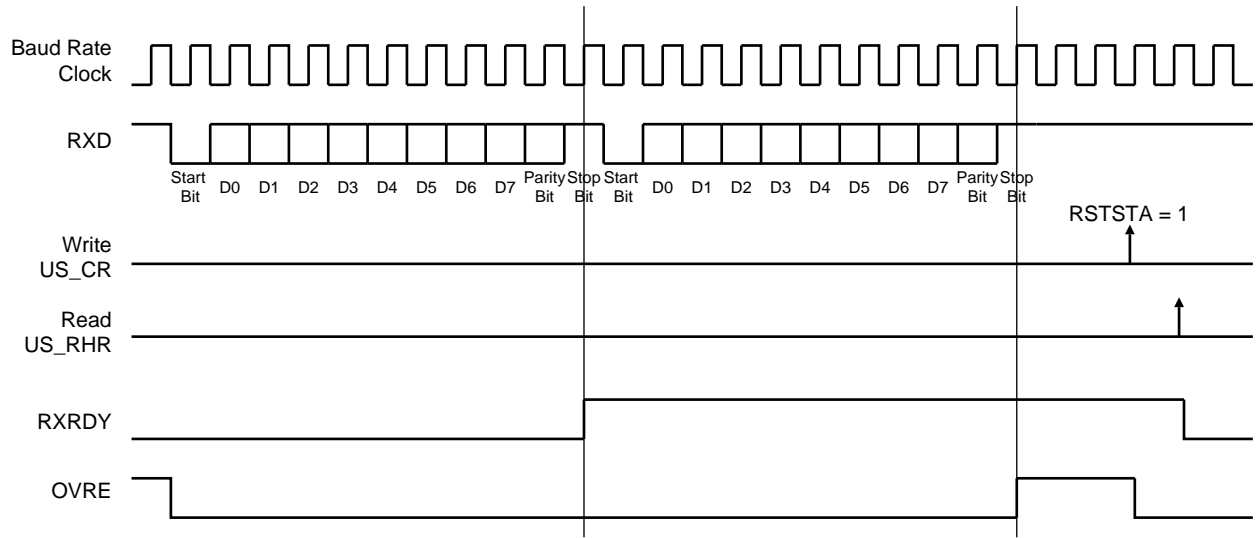 Baud Rate
Clock
RXD
Start
Bit
D0
D1
D2
D3
D4
D5
D6
D7
Parity
Bit
Stop
Bit
Start
Bit
D0
D1
D2
D3
D4
D5
D6
D7
Parity
Bit
Stop
Bit
RSTSTA = 1
Write
US_CR
Read
US_RHR
RXRDY
OVRE